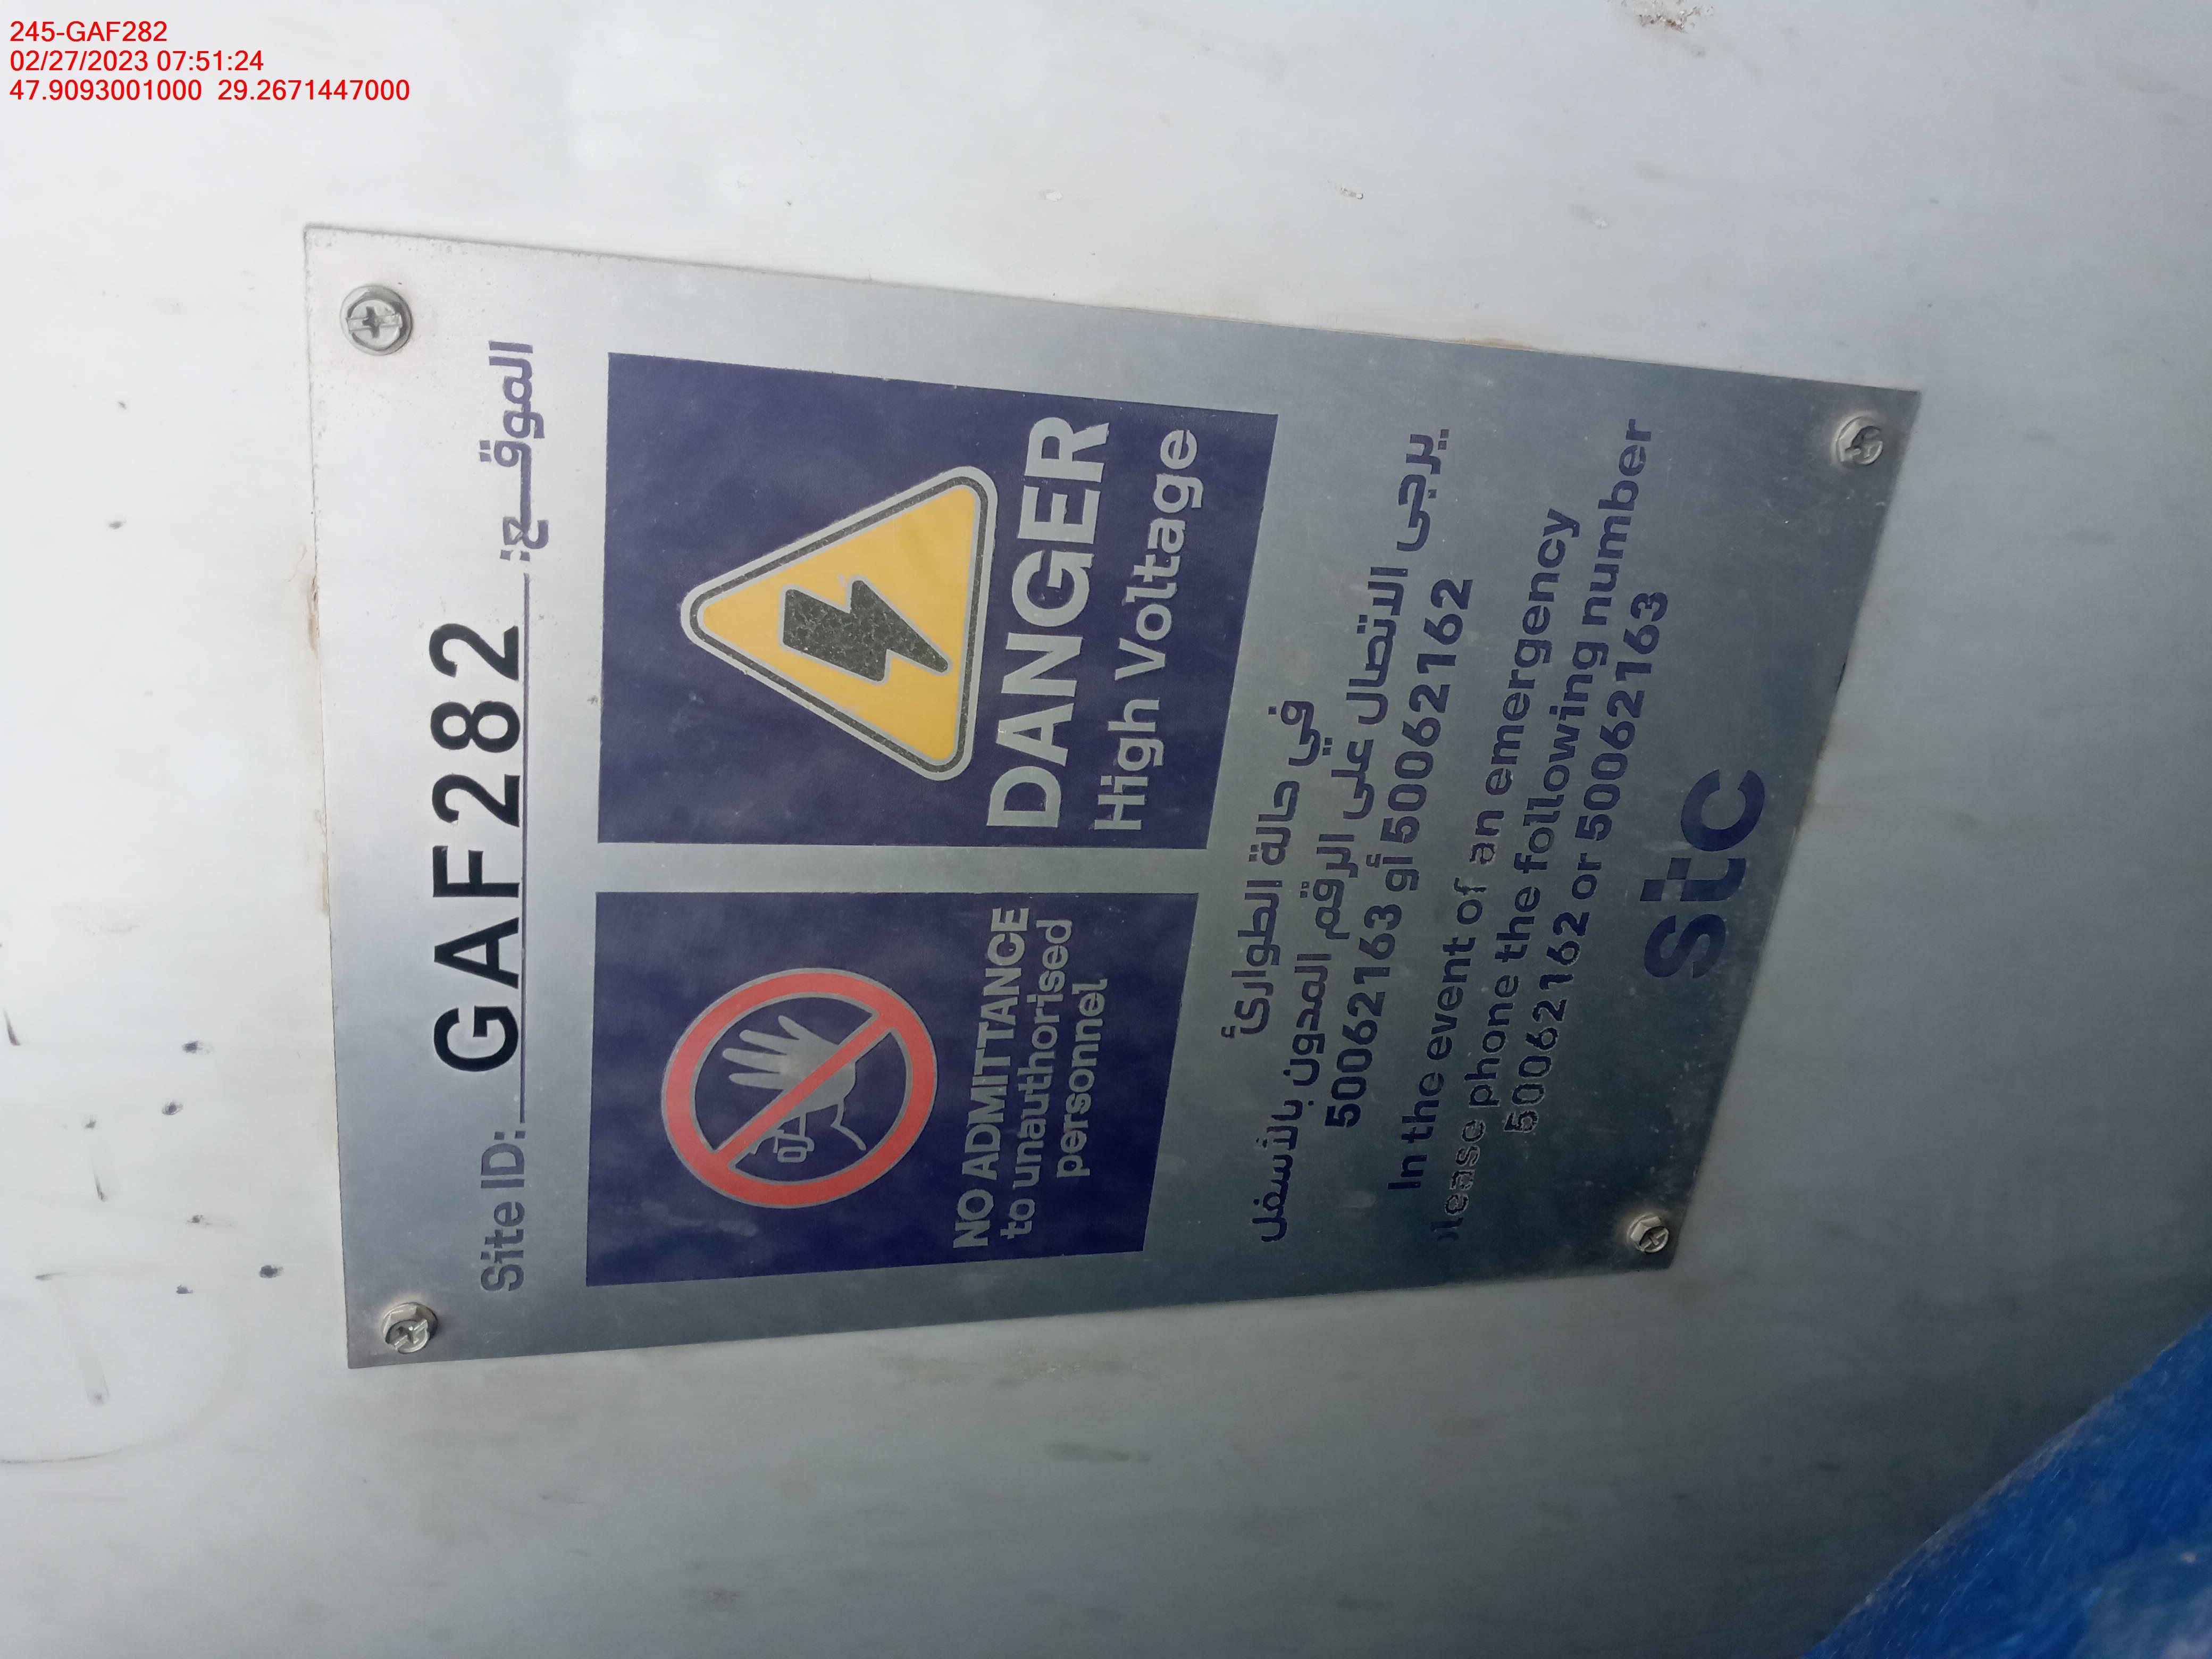 245-GAF282
02/27/2023 07:51:24
47.9093001000 29.2671447000
Site ID: GAF282 الموقع:
NO ADMITTANCE
to unauthorised
personnel
DANGER
High Voltage
في حالة الطوارئ
يرجى الاتصال على الرقم المدون بالأسفل
50062163 أو 50062162
In the event of an emergency
please phone the following number
50062162 or 50062163
stc